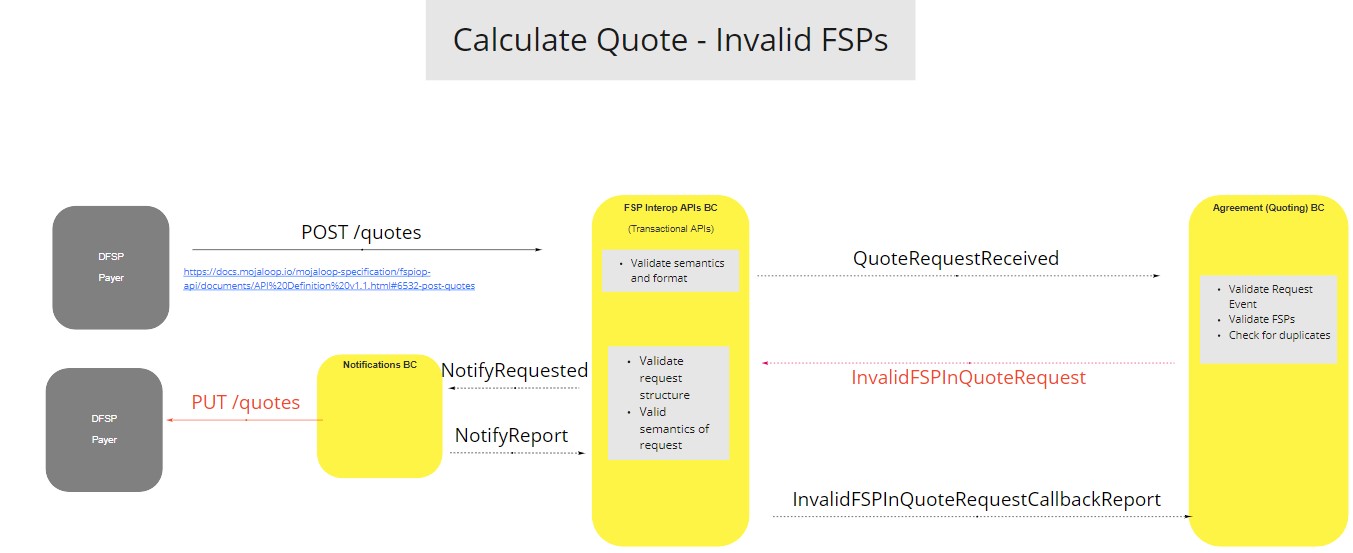 Calculate Quote - Invalid FSPs
DFSP
Payer
POST /quotes
https://docs.mojaloop.io/mojaloop-specification/fspiop-
api/documents/API%20Definition%20v1.1.html#6532-post-quotes
FSP Interop APIs BC
(Transactional APIs)
• Validate semantics
and format
QuoteRequestReceived
Agreement (Quoting) BC
• Validate Request
Event
• Validate FSPs
• Check for duplicates
InvalidFSPInQuoteRequest
• Validate
request
structure
• Valid
semantics of
request
NotifyRequested
Notifications BC
PUT /quotes
DFSP
Payer
NotifyReport
InvalidFSPInQuoteRequestCallbackReport